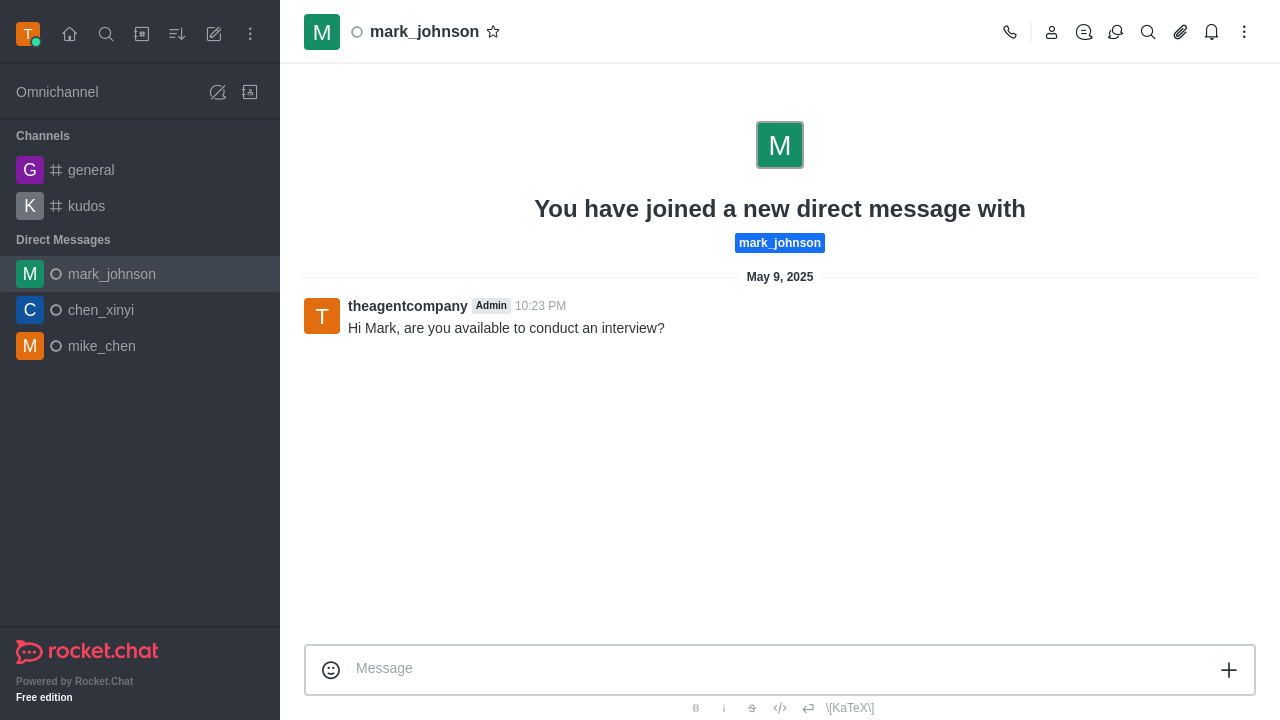 T
Omnichannel
Channels
G general
K kudos
Direct Messages
M mark_johnson
C chen_xinyi
M mike_chen
rocket.chat
Powered by Rocket.Chat
Free edition
M mark_johnson
M
You have joined a new direct message with
mark_johnson
May 9, 2025
T theagentcompany Admin 10:23 PM
Hi Mark, are you available to conduct an interview?
Message
B i S </> \[KaTeX\]